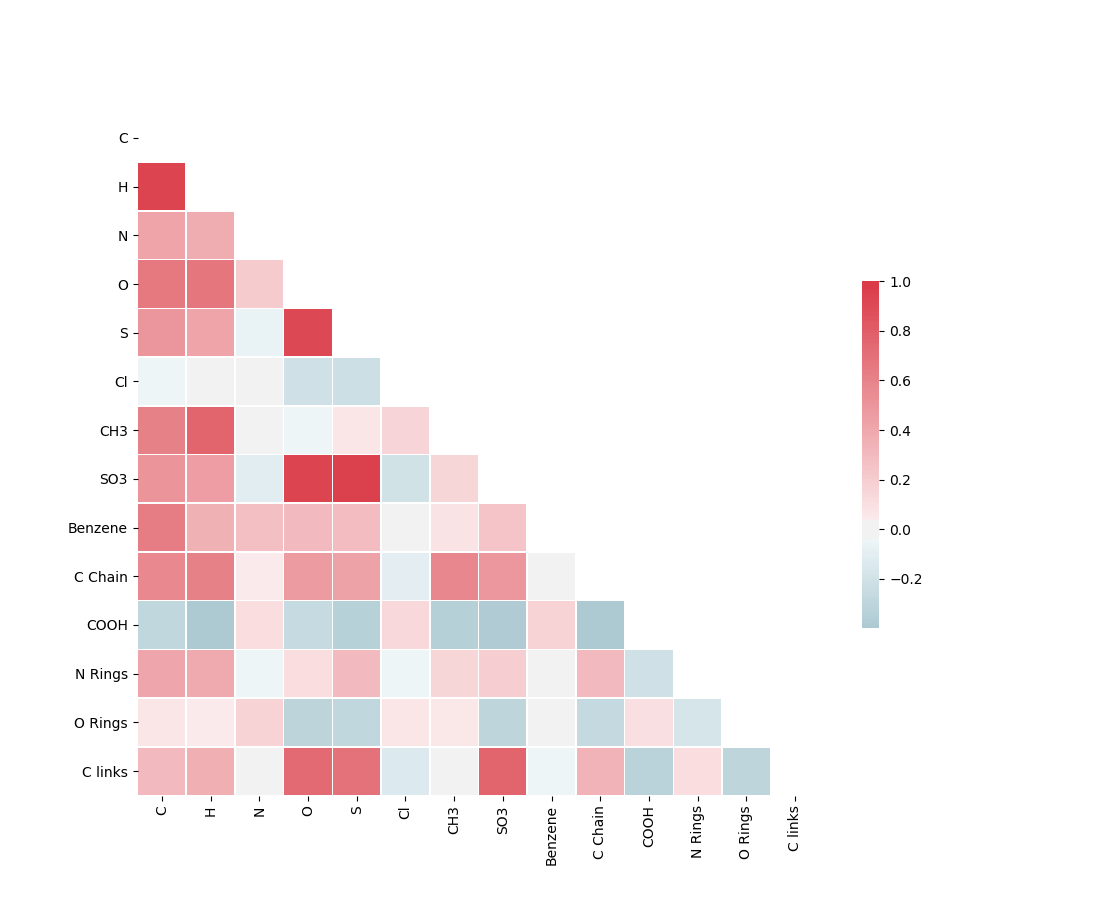 C
H
N
O
S
Cl
CH3
SO3
Benzene
C Chain
COOH
N Rings
O Rings
C links
C
H
N
O
S
Cl
CH3
SO3
Benzene
C Chain
COOH
N Rings
O Rings
C links
1.0
0.8
0.6
0.4
0.2
0.0
−0.2